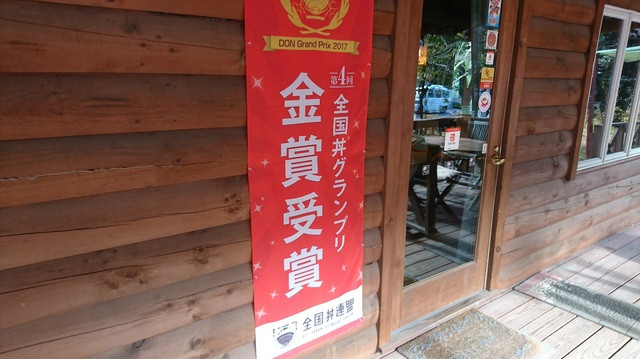 DON Grand Prix 2017
第4回
全国丼グランプリ
金賞受賞
全国丼連盟